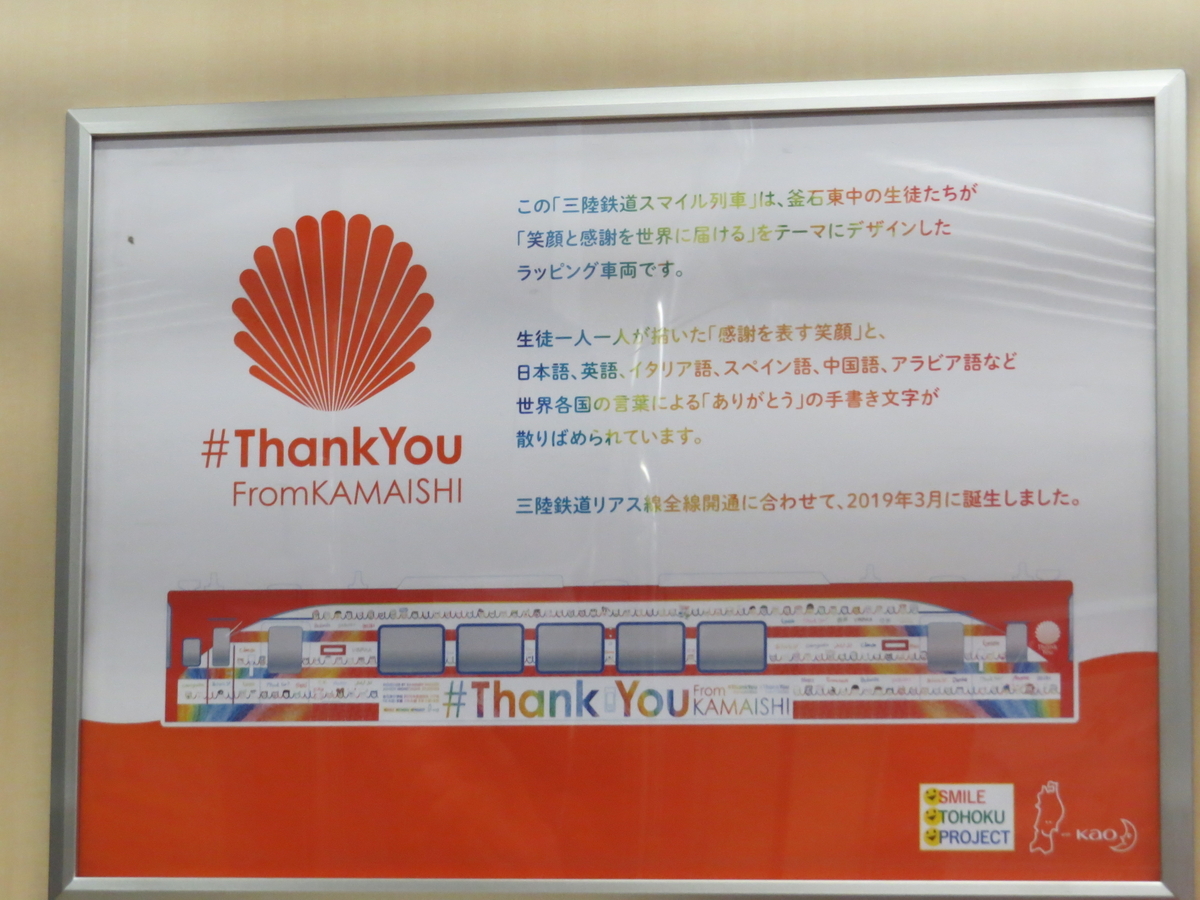 #ThankYou
FromKAMAISHI
この「三陸鉄道スマイル列車」は、釜石東中の生徒たちが
「笑顔と感謝を世界に届ける」をテーマにデザインした
ラッピング車両です。
生徒一人一人が描いた「感謝を表す笑顔」と、
日本語、英語、イタリア語、スペイン語、中国語、アラビア語など
世界各国の言葉による「ありがとう」の手書き文字が
散りばめられています。
三陸鉄道リアス線全線開通に合わせて、2019年3月に誕生しました。
#Thank You
From
KAMAISHI
SMILE
TOHOKU
PROJECT
kao